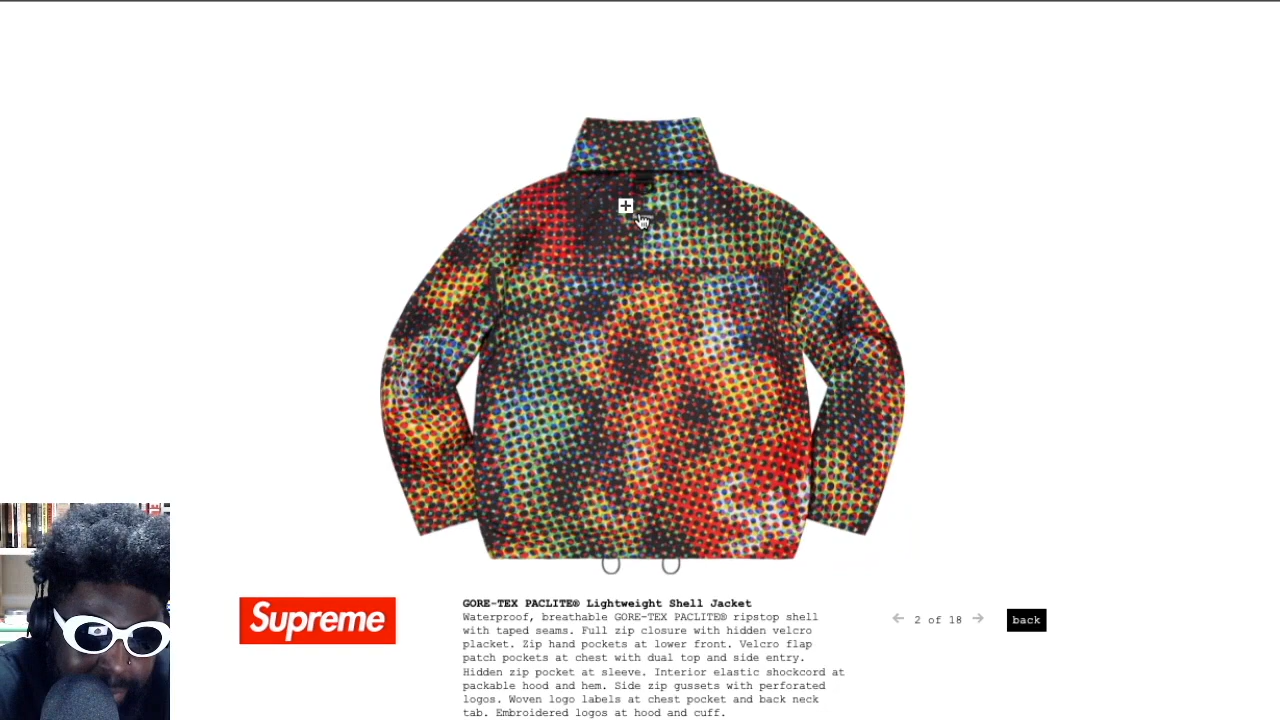 Supreme
GORE-TEX PACLITE® Lightweight Shell Jacket
Waterproof, breathable GORE-TEX PACLITE® ripstop shell
with taped seams. Full zip closure with hidden velcro
placket. Zip hand pockets at lower front. Velcro flap
patch pockets at chest with dual top and side entry.
Hidden zip pocket at sleeve. Interior elastic shockcord at
packable hood and hem. Side zip gussets with perforated
logos. Woven logo labels at chest pocket and back neck
tab. Embroidered logos at hood and cuff.
2 of 18
back